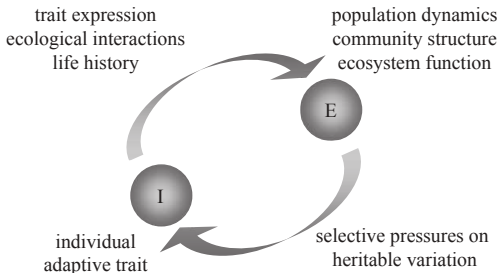 trait expression
ecological interactions
life history
population dynamics
community structure
ecosystem function
E
I
individual
adaptive trait
selective pressures on
heritable variation